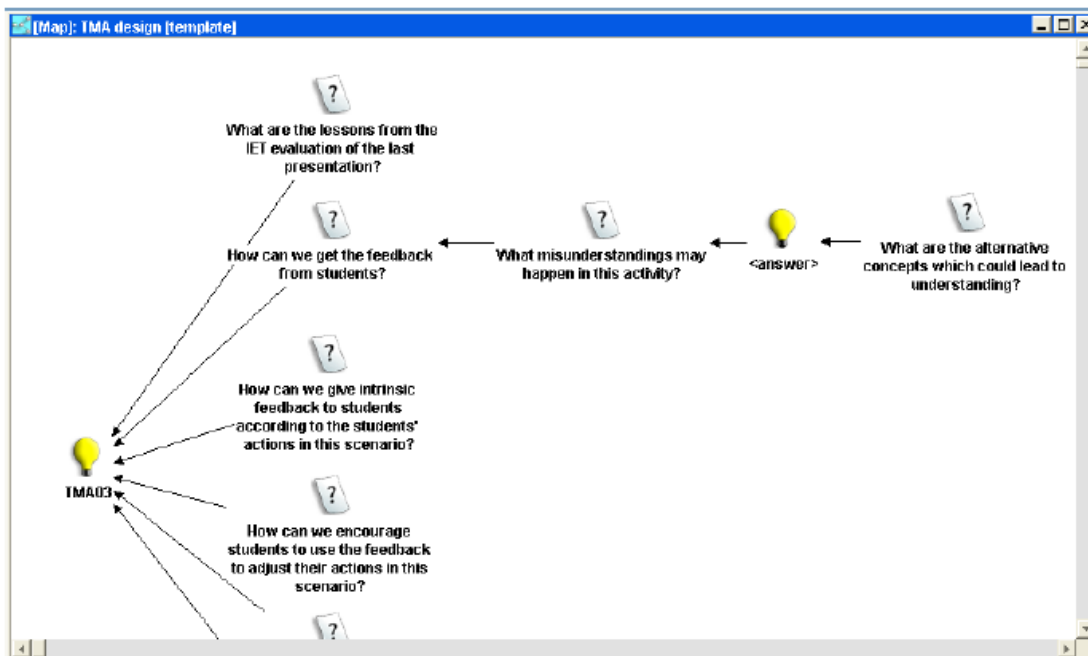 [Map]: TMA design [template]
?
What are the lessons from the
IET evaluation of the last
presentation?
?
How can we get the feedback
from students?
?
What misunderstandings may
happen in this activity?
<answer>
?
What are the alternative
concepts which could lead to
understanding?
?
How can we give intrinsic
feedback to students
according to the students'
actions in this scenario?
TMA03
?
How can we encourage
students to use the feedback
to adjust their actions in this
scenario?
?